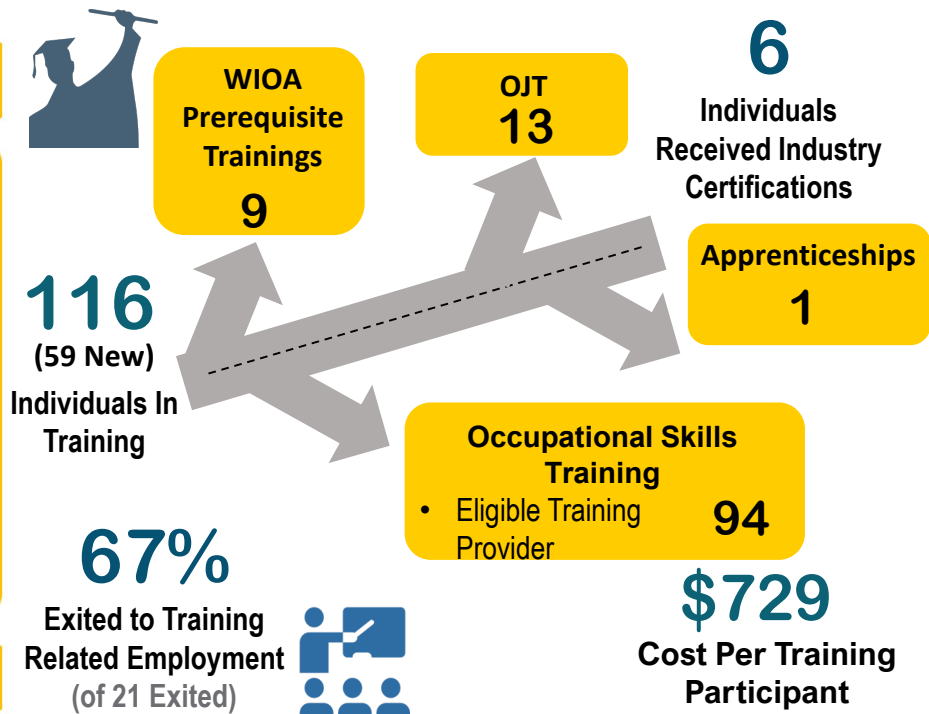 WIOA
Prerequisite
Trainings
9
OJT
13
6
Individuals
Received Industry
Certifications
Apprenticeships
1
116
(59 New)
Individuals In
Training
Occupational Skills
Training
• Eligible Training
Provider
94
67%
Exited to Training
Related Employment
(of 21 Exited)
$729
Cost Per Training
Participant